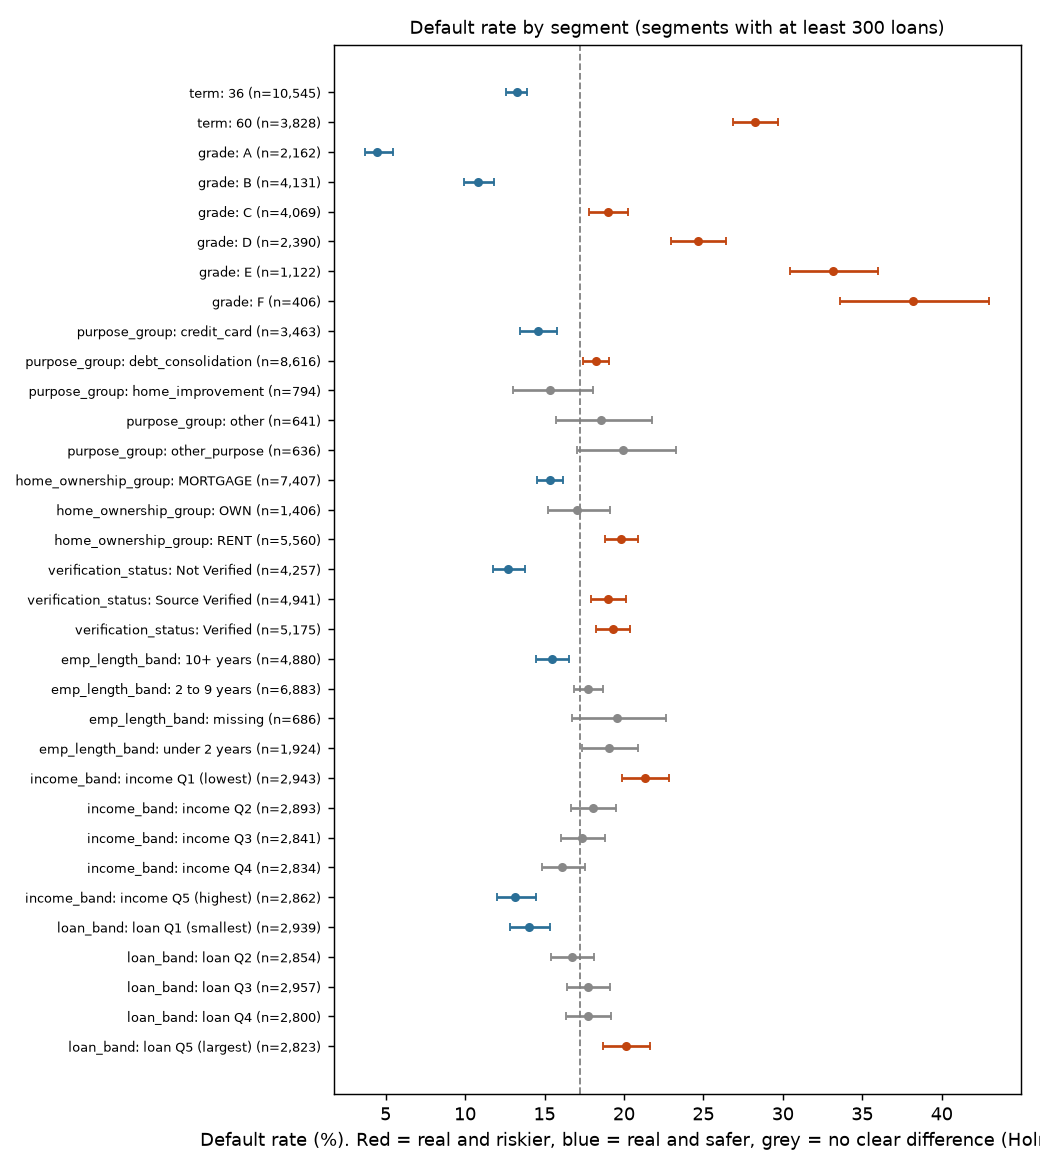 Default rate by segment (segments with at least 300 loans)
term: 36 (n=10,545)
term: 60 (n=3,828)
grade: A (n=2,162)
grade: B (n=4,131)
grade: C (n=4,069)
grade: D (n=2,390)
grade: E (n=1,122)
grade: F (n=406)
purpose_group: credit_card (n=3,463)
purpose_group: debt_consolidation (n=8,616)
purpose_group: home_improvement (n=794)
purpose_group: other (n=641)
purpose_group: other_purpose (n=636)
home_ownership_group: MORTGAGE (n=7,407)
home_ownership_group: OWN (n=1,406)
home_ownership_group: RENT (n=5,560)
verification_status: Not Verified (n=4,257)
verification_status: Source Verified (n=4,941)
verification_status: Verified (n=5,175)
emp_length_band: 10+ years (n=4,880)
emp_length_band: 2 to 9 years (n=6,883)
emp_length_band: missing (n=686)
emp_length_band: under 2 years (n=1,924)
income_band: income Q1 (lowest) (n=2,943)
income_band: income Q2 (n=2,893)
income_band: income Q3 (n=2,841)
income_band: income Q4 (n=2,834)
income_band: income Q5 (highest) (n=2,862)
loan_band: loan Q1 (smallest) (n=2,939)
loan_band: loan Q2 (n=2,854)
loan_band: loan Q3 (n=2,957)
loan_band: loan Q4 (n=2,800)
loan_band: loan Q5 (largest) (n=2,823)
5 10 15 20 25 30 35 40
Default rate (%). Red = real and riskier, blue = real and safer, grey = no clear difference